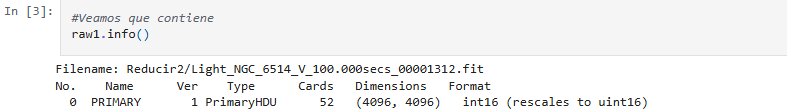 In [3]:
#Veamos que contiene
raw1.info()
Filename: Reducir2/Light_NGC_6514_V_100.000secs_00001312.fit
No.    Name      Ver    Type      Cards   Dimensions   Format
  0  PRIMARY       1 PrimaryHDU      52   (4096, 4096)   int16 (rescales to uint16)